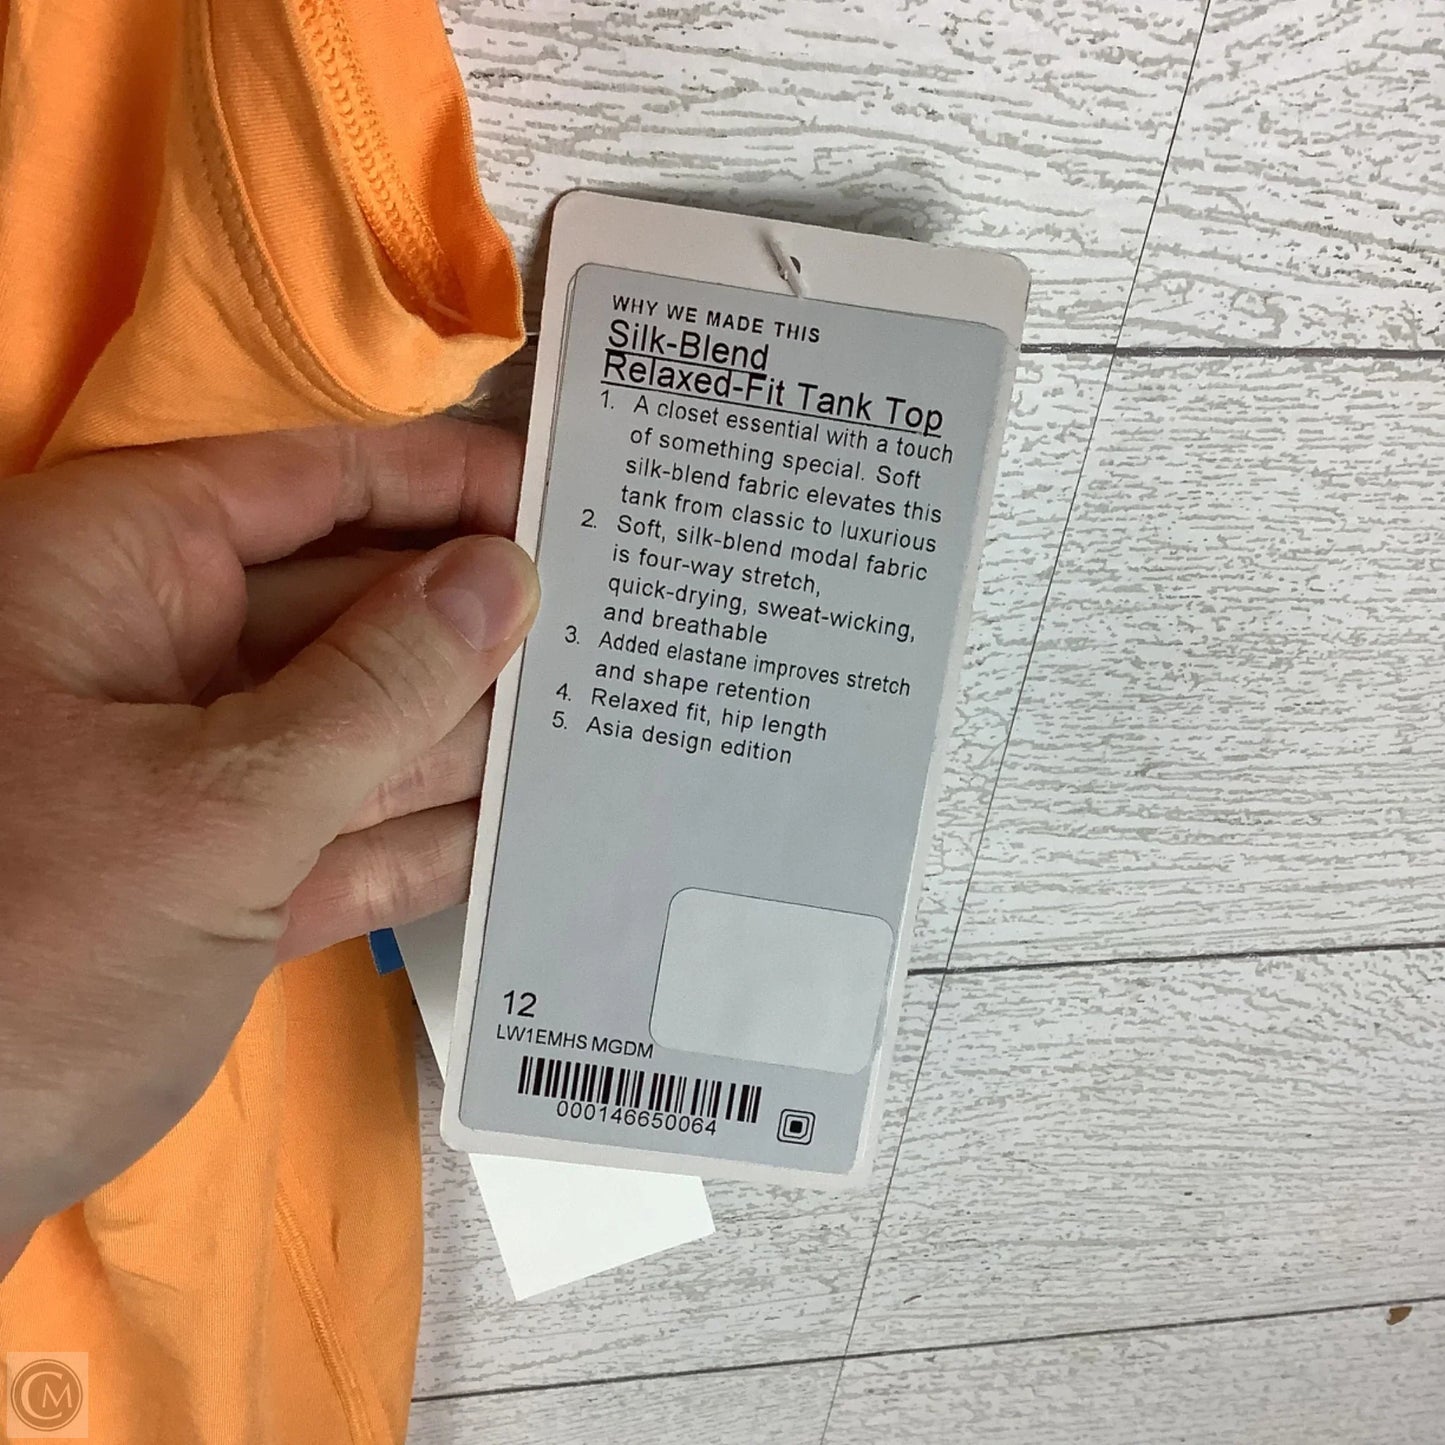 WHY WE MADE THIS
Silk-Blend
Relaxed-Fit Tank Top
1. A closet essential with a touch
of something special. Soft
silk-blend fabric elevates this
tank from classic to luxurious
2. Soft, silk-blend modal fabric
is four-way stretch,
quick-drying, sweat-wicking,
and breathable
3. Added elastane improves stretch
and shape retention
4. Relaxed fit, hip length
5. Asia design edition
12
LW1EMHS MGDM
000146650064
CM